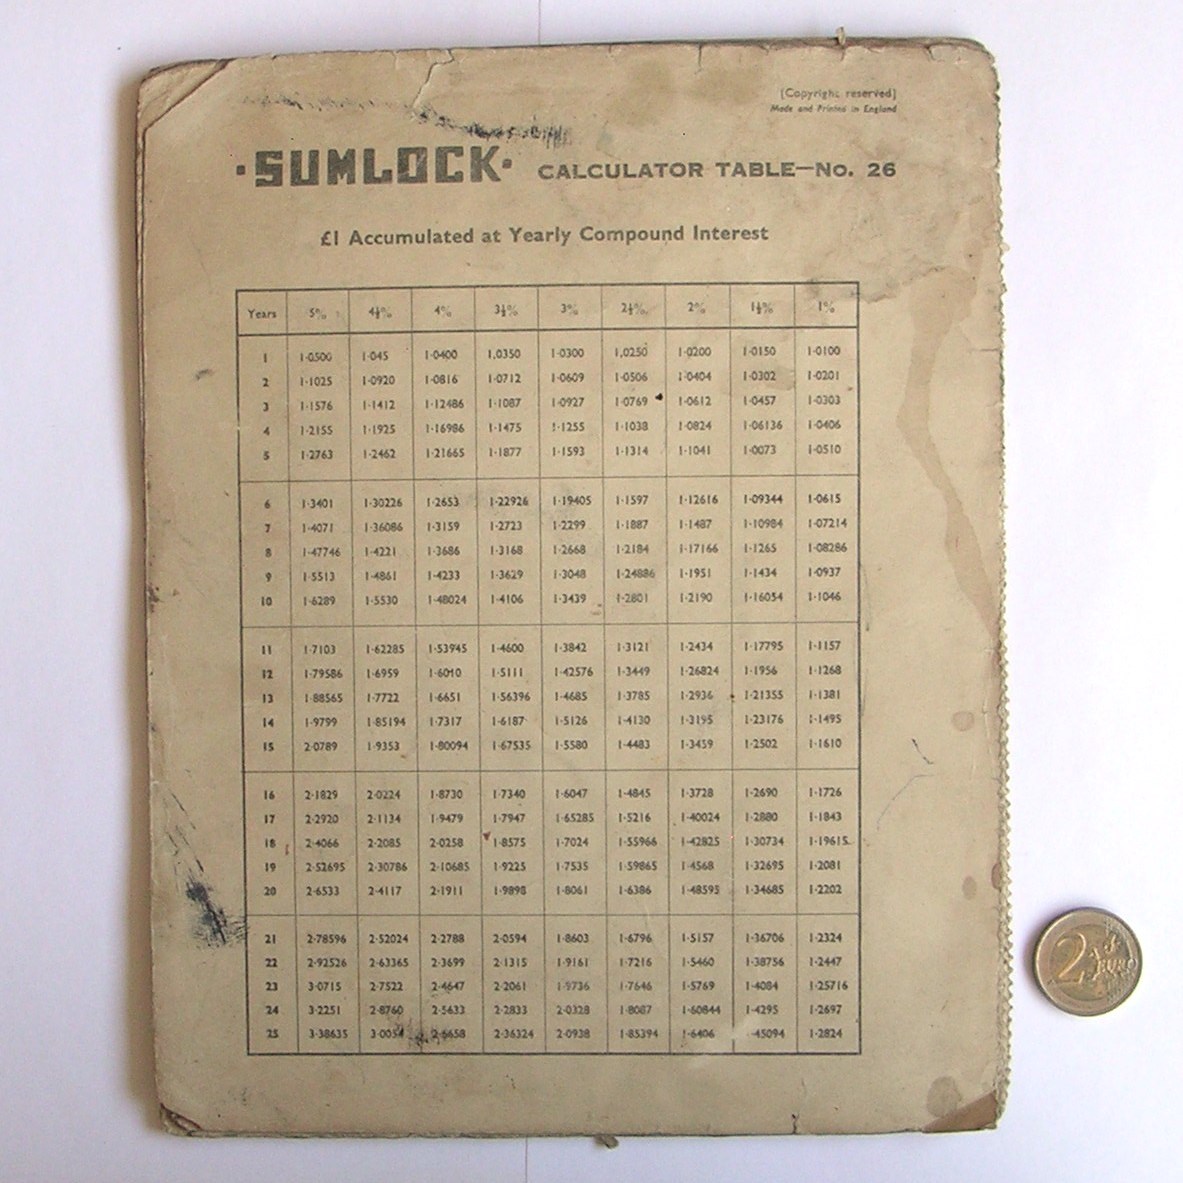 [Copyright reserved]
Made and Printed in England
·SUMLOCK· CALCULATOR TABLE—No. 26
£1 Accumulated at Yearly Compound Interest
Years 5% 4½% 4% 3½% 3% 2½% 2% 1½% 1%
1 1·0500 1·045 1·0400 1,0350 1·0300 1,0250 1·0200 1·0150 1·0100
2 1·1025 1·0920 1·0816 1·0712 1·0609 1·0506 1·0404 1·0302 1·0201
3 1·1576 1·1412 1·12486 1·1087 1·0927 1·0769 1·0612 1·0457 1·0303
4 1·2155 1·1925 1·16986 1·1475 1·1255 1·1038 1·0824 1·06136 1·0406
5 1·2763 1·2462 1·21665 1·1877 1·1593 1·1314 1·1041 1·0073 1·0510
6 1·3401 1·30226 1·2653 1·22926 1·19405 1·1597 1·12616 1·09344 1·0615
7 1·4071 1·36086 1·3159 1·2723 1·2299 1·1887 1·1487 1·10984 1·07214
8 1·47746 1·4221 1·3686 1·3168 1·2668 1·2184 1·17166 1·1265 1·08286
9 1·5513 1·4861 1·4233 1·3629 1·3048 1·24886 1·1951 1·1434 1·0937
10 1·6289 1·5530 1·48024 1·4106 1·3439 1·2801 1·2190 1·16054 1·1046
11 1·7103 1·62285 1·53945 1·4600 1·3842 1·3121 1·2434 1·17795 1·1157
12 1·79586 1·6959 1·6010 1·5111 1·42576 1·3449 1·26824 1·1956 1·1268
13 1·88565 1·7722 1·6651 1·56396 1·4685 1·3785 1·2936 1·21355 1·1381
14 1·9799 1·85194 1·7317 1·6187 1·5126 1·4130 1·3195 1·23176 1·1495
15 2·0789 1·9353 1·80094 1·67535 1·5580 1·4483 1·3459 1·2502 1·1610
16 2·1829 2·0224 1·8730 1·7340 1·6047 1·4845 1·3728 1·2690 1·1726
17 2·2920 2·1134 1·9479 1·7947 1·65285 1·5216 1·40024 1·2880 1·1843
18 2·4066 2·2085 2·0258 1·8575 1·7024 1·55966 1·42825 1·30734 1·19615
19 2·52695 2·30786 2·10685 1·9225 1·7535 1·59865 1·4568 1·32695 1·2081
20 2·6533 2·4117 2·1911 1·9898 1·8061 1·6386 1·48595 1·34685 1·2202
21 2·78596 2·52024 2·2788 2·0594 1·8603 1·6796 1·5157 1·36706 1·2324
22 2·92526 2·63365 2·3699 2·1315 1·9161 1·7216 1·5460 1·38756 1·2447
23 3·0715 2·7522 2·4647 2·2061 1·9736 1·7646 1·5769 1·4084 1·25716
24 3·2251 2·8760 2·5633 2·2833 2·0328 1·8087 1·60844 1·4295 1·2697
25 3·38635 3·0054 2·6658 2·36324 2·0938 1·85394 1·6406 ·45094 1·2824
2 EURO